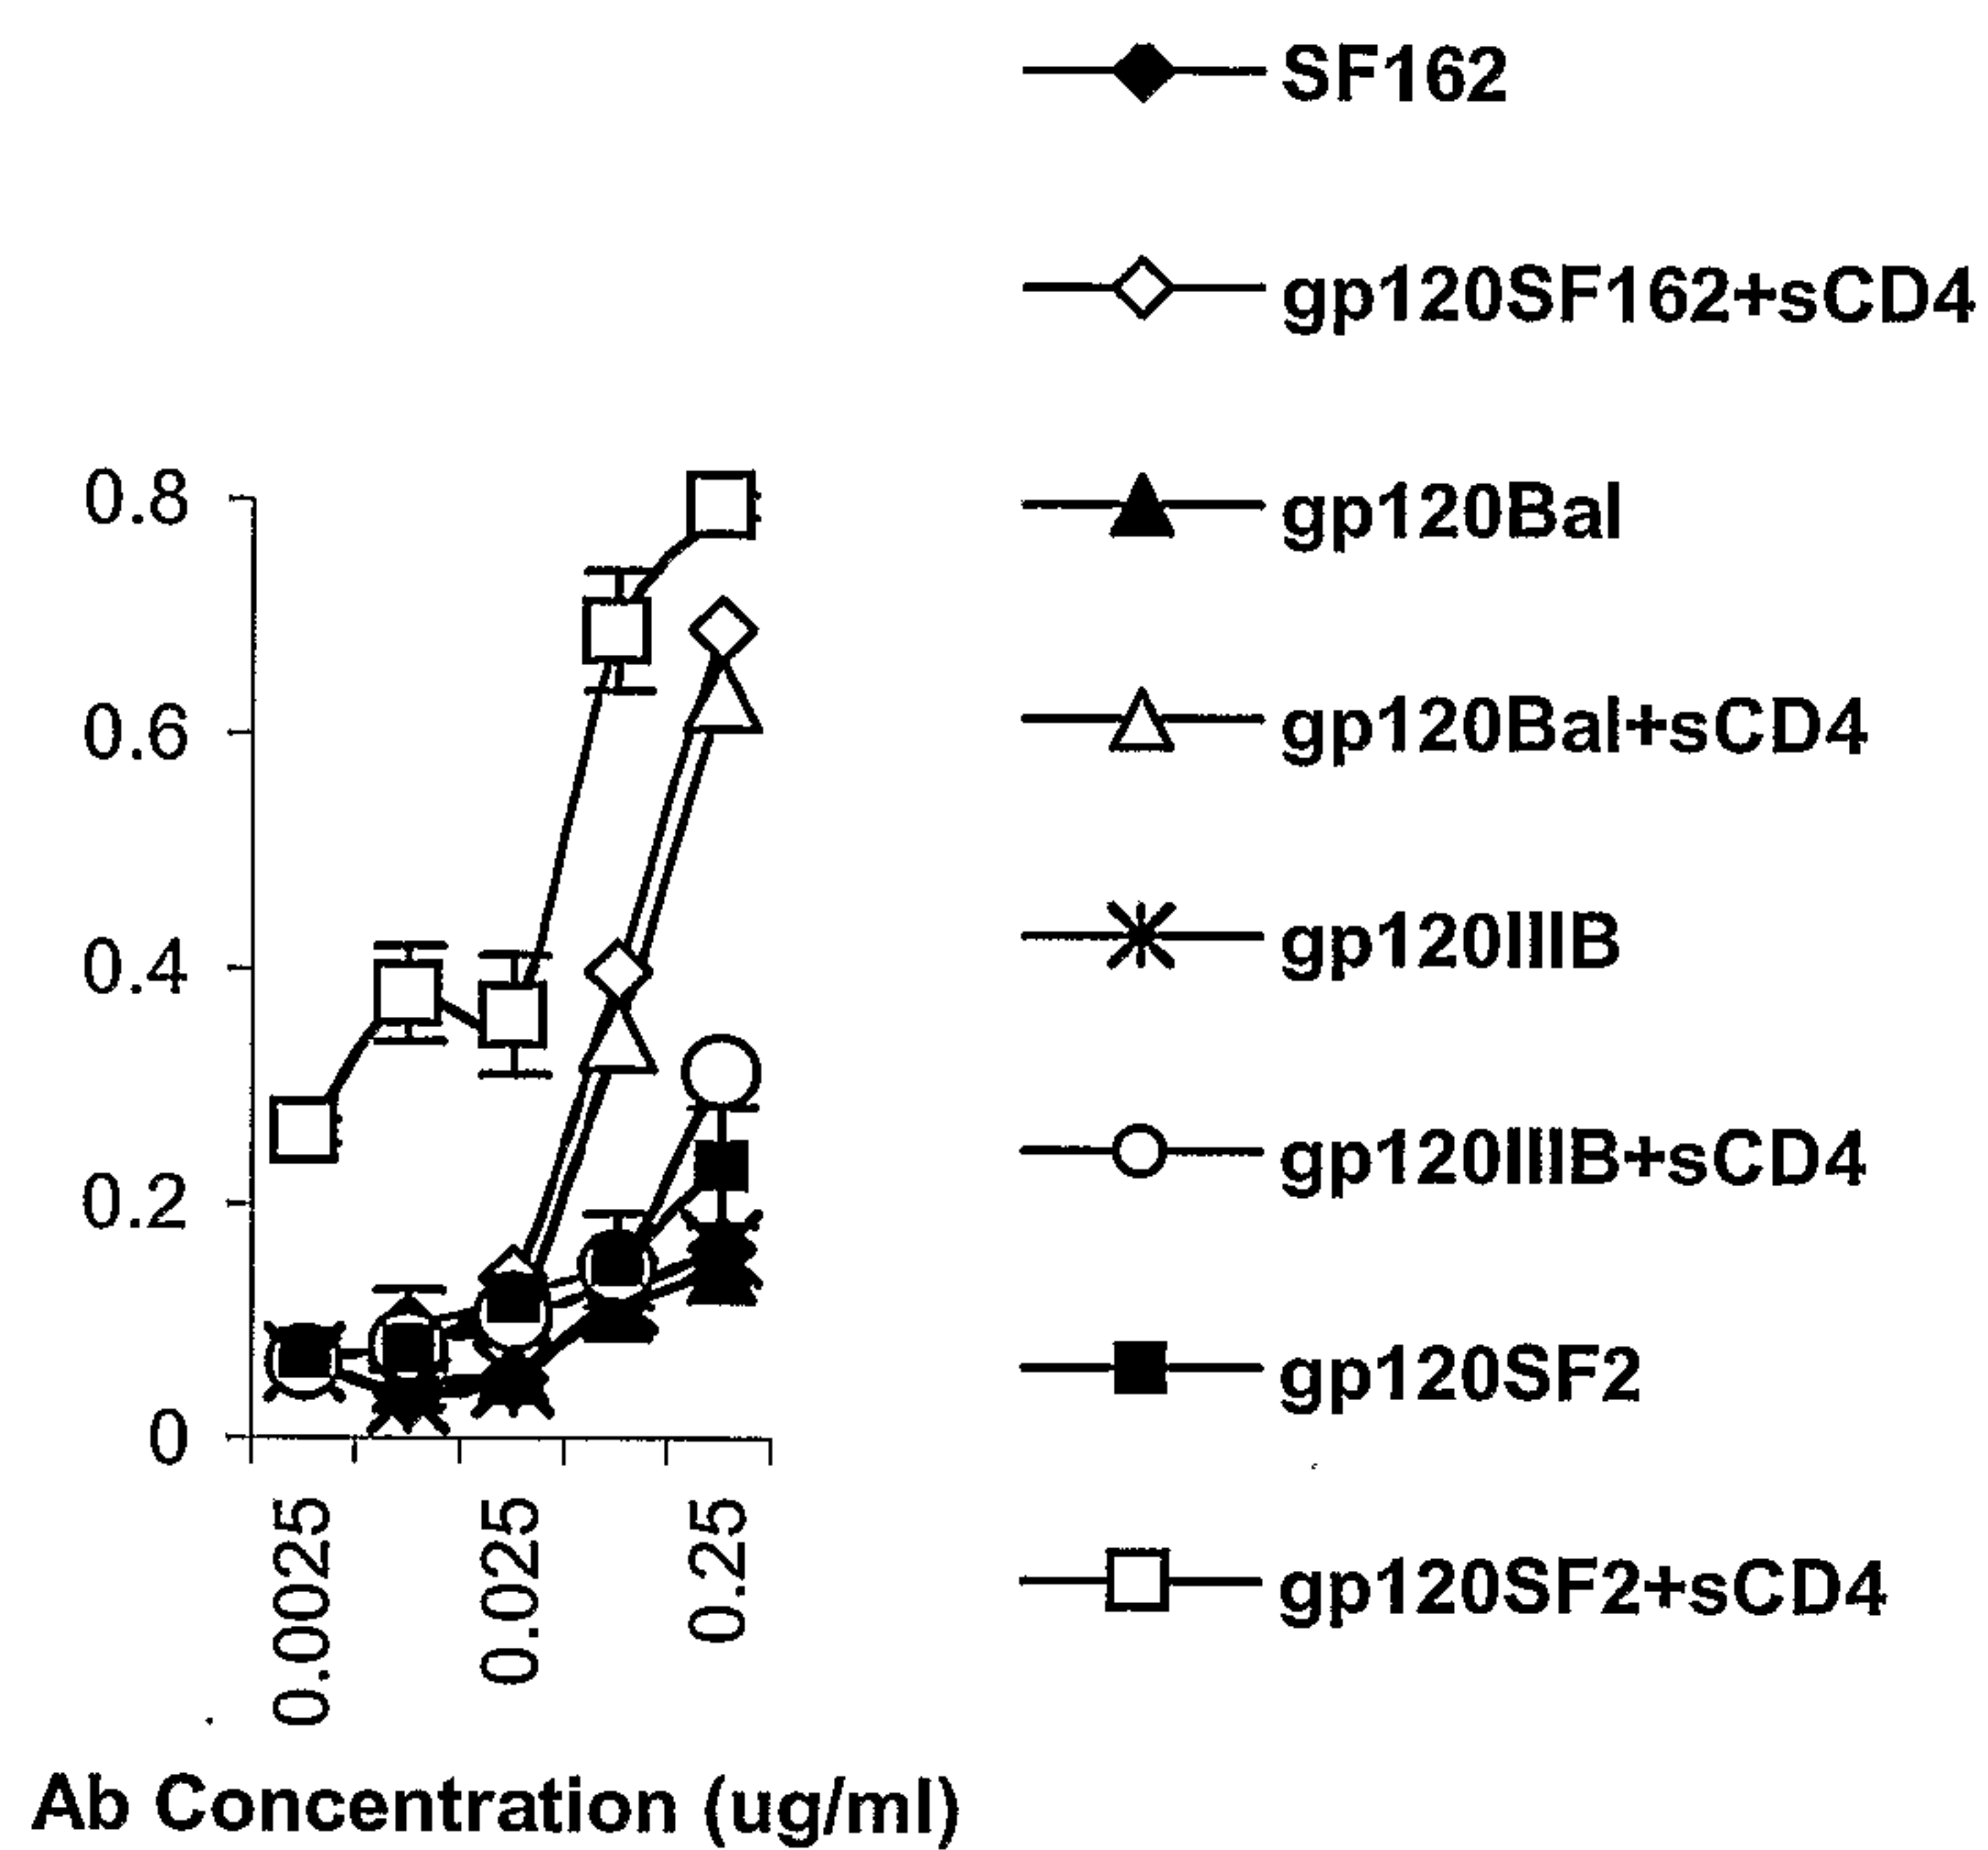 SF162
gp120SF162+sCD4
gp120Bal
gp120Bal+sCD4
gp120IIIB
gp120IIIB+sCD4
gp120SF2
gp120SF2+sCD4
0.8
0.6
0.4
0.2
0
0.0025
0.025
0.25
Ab Concentration (ug/ml)